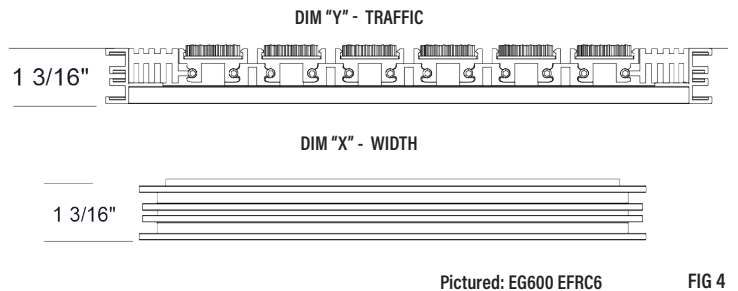 DIM "Y" - TRAFFIC
1 3/16"
DIM "X" - WIDTH
1 3/16"
Pictured: EG600 EFRC6 FIG 4